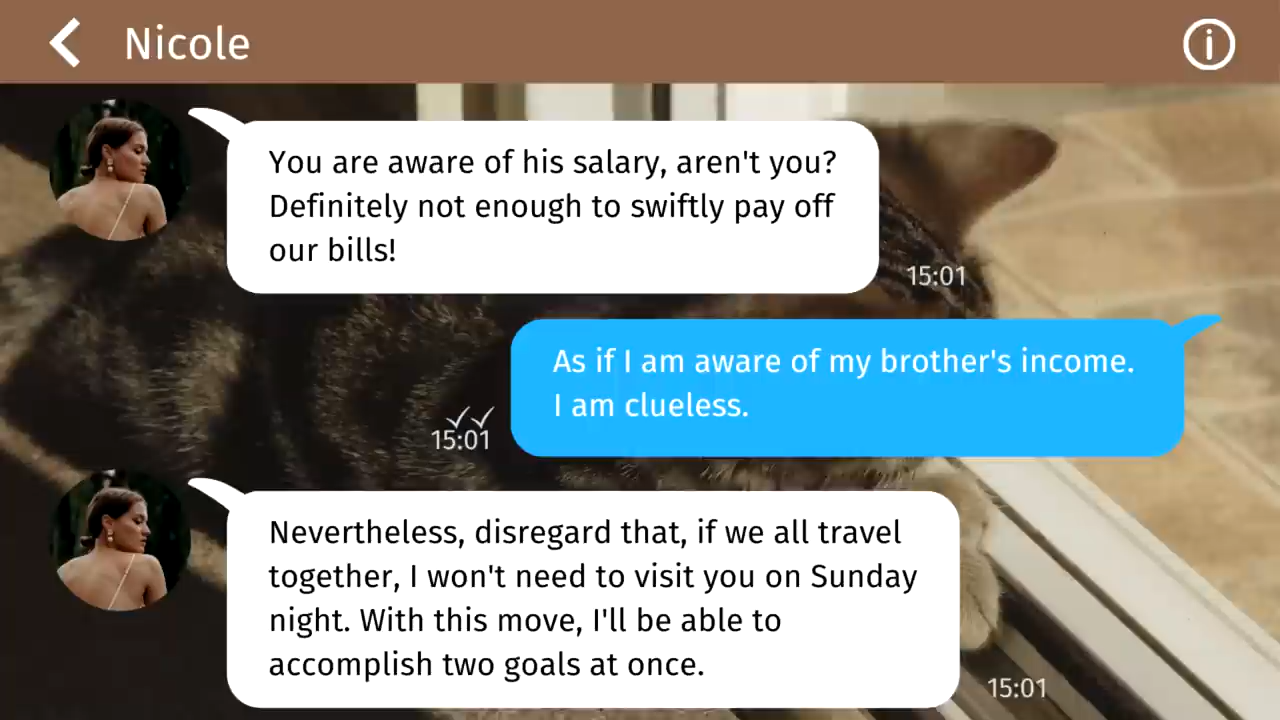 Nicole
You are aware of his salary, aren't you?
Definitely not enough to swiftly pay off
our bills!
15:01
As if I am aware of my brother's income.
I am clueless.
15:01
Nevertheless, disregard that, if we all travel
together, I won't need to visit you on Sunday
night. With this move, I'll be able to
accomplish two goals at once.
15:01